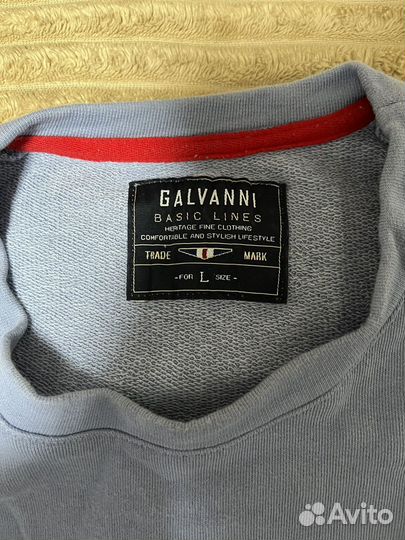 GALVANNI
BASIC LINES
HERITAGE FINE CLOTHING
COMFORTABLE AND STYLISH LIFESTYLE
TRADE MARK
-FOR L SIZE-
Avito